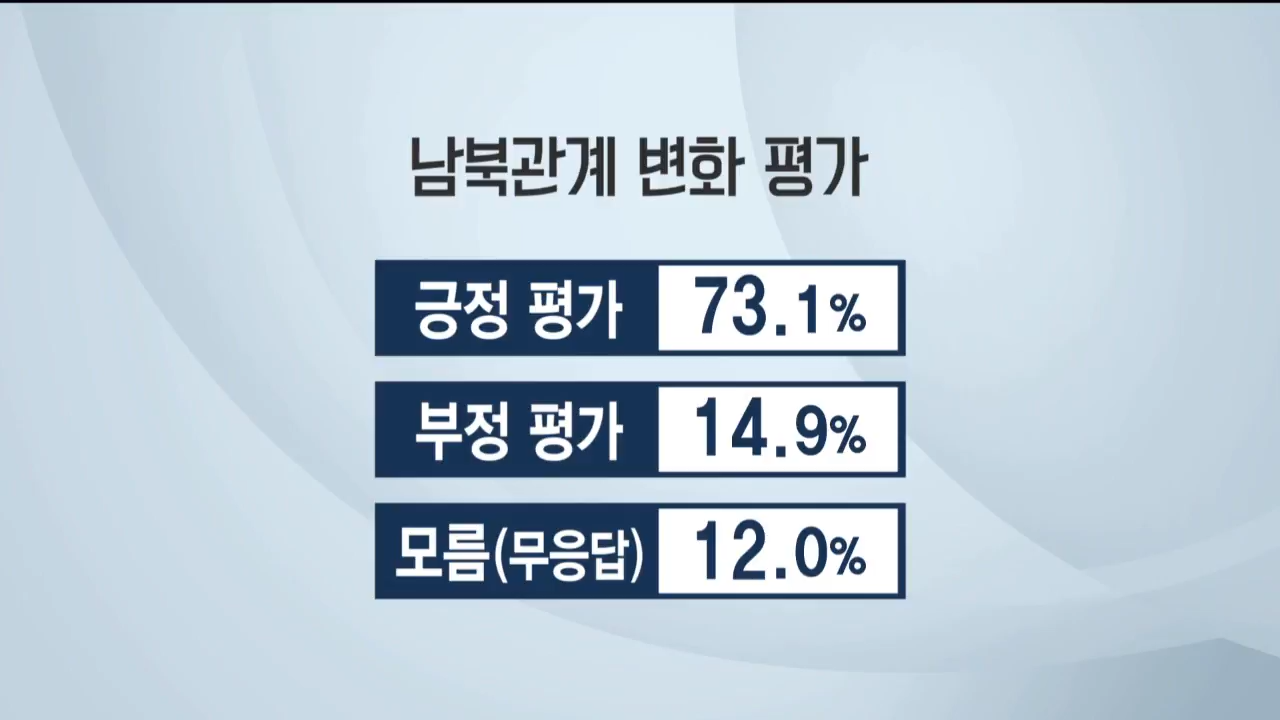 남북관계 변화 평가
긍정 평가 73.1%
부정 평가 14.9%
모름(무응답) 12.0%